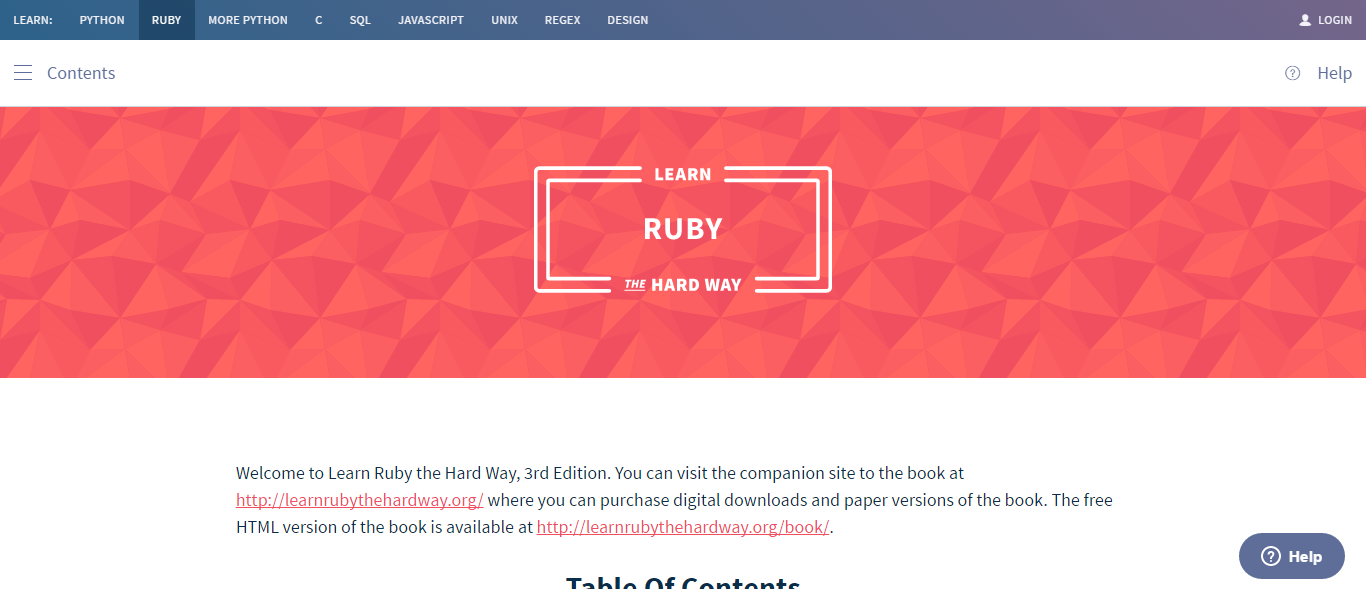 LEARN: PYTHON RUBY MORE PYTHON C SQL JAVASCRIPT UNIX REGEX DESIGN LOGIN
Contents Help
LEARN
RUBY
THE HARD WAY
Welcome to Learn Ruby the Hard Way, 3rd Edition. You can visit the companion site to the book at
http://learnrubythehardway.org/ where you can purchase digital downloads and paper versions of the book. The free
HTML version of the book is available at http://learnrubythehardway.org/book/.
Help
Table Of Contents